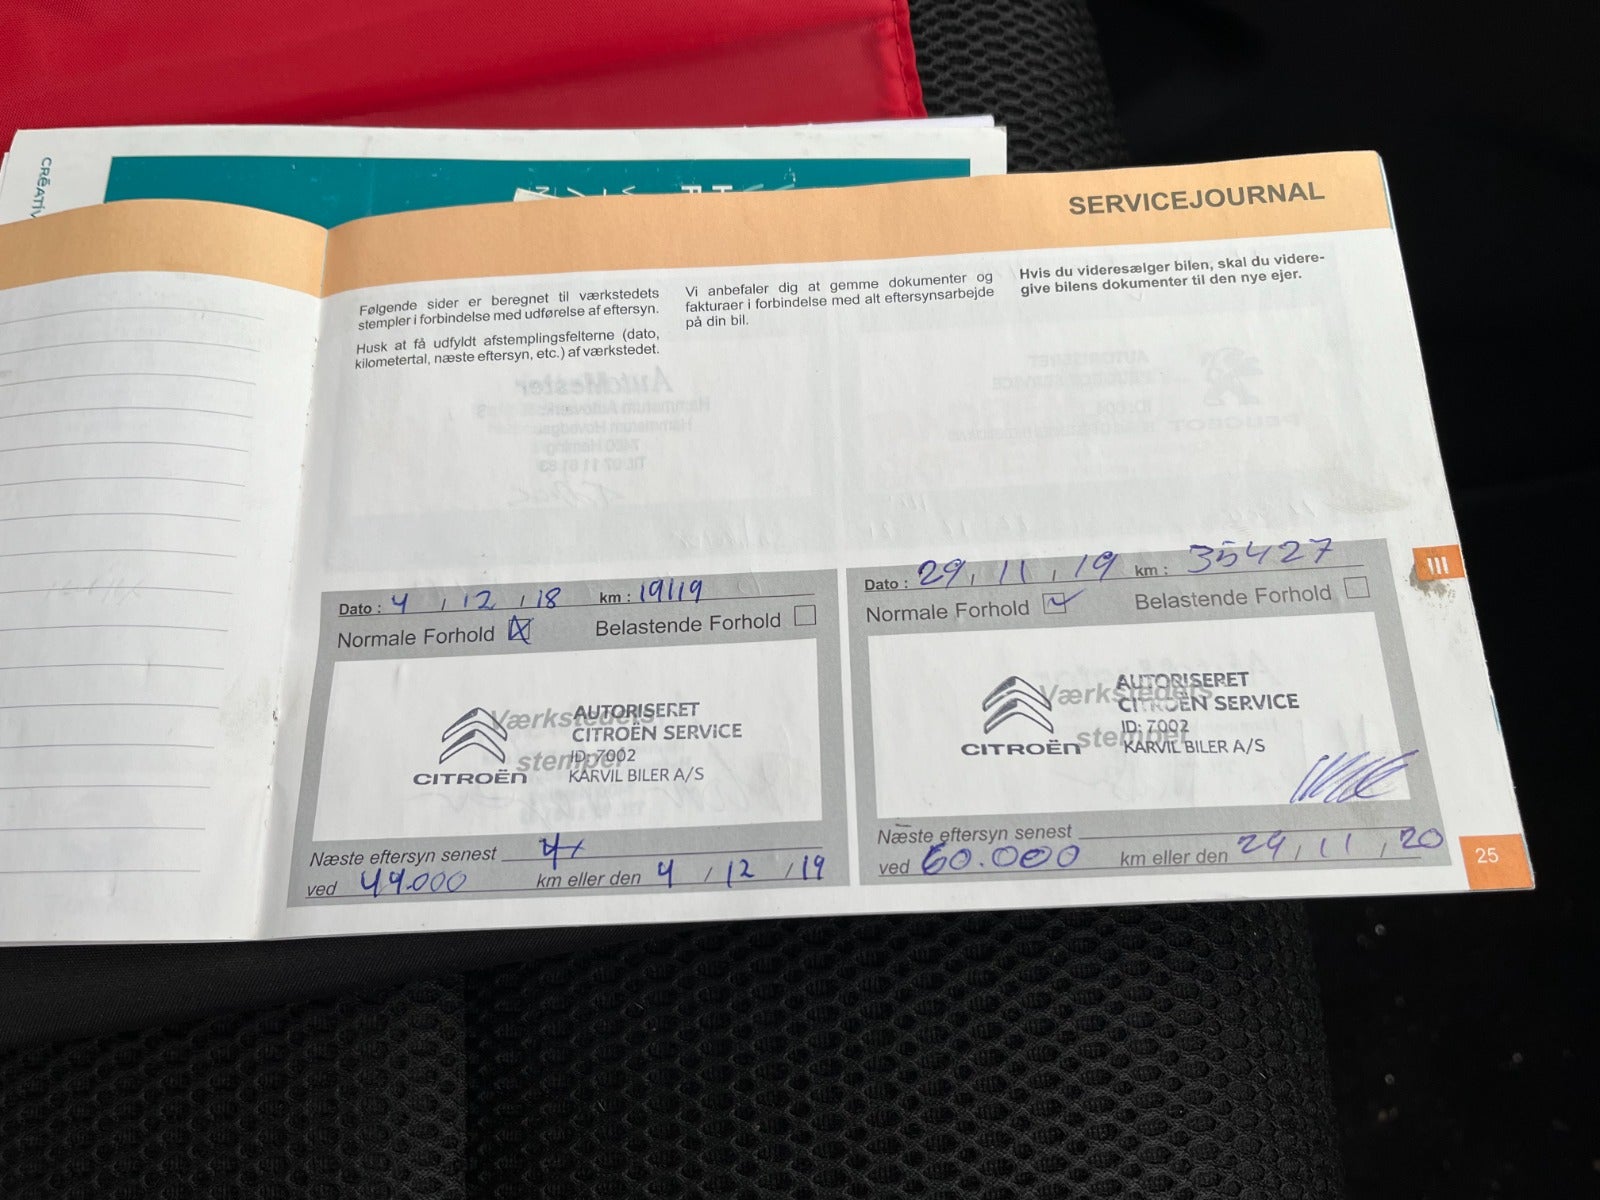 CRÉATIV
SERVICEJOURNAL
Følgende sider er beregnet til værkstedets
stempler i forbindelse med udførelse af eftersyn.
Husk at få udfyldt afstemplingsfelterne (dato,
kilometertal, næste eftersyn, etc.) af værkstedet.
Vi anbefaler dig at gemme dokumenter og
fakturaer i forbindelse med alt eftersynsarbejde
på din bil.
Hvis du videresælger bilen, skal du videre-
give bilens dokumenter til den nye ejer.
Dato : 4 / 12 / 18 km : 19119
Normale Forhold Belastende Forhold
Værkstedets
stempel
AUTORISERET
CITROËN SERVICE
ID: 7002
KARVIL BILER A/S
CITROËN
Næste eftersyn senest
ved 49.000 km eller den 4 / 12 / 19
Dato : 29 / 11 / 19 km : 35427
Normale Forhold Belastende Forhold
Værkstedets
stempel
AUTORISERET
CITROËN SERVICE
ID: 7002
KARVIL BILER A/S
CITROËN
Næste eftersyn senest
ved 60.000 km eller den 29 / 11 / 20
III
25